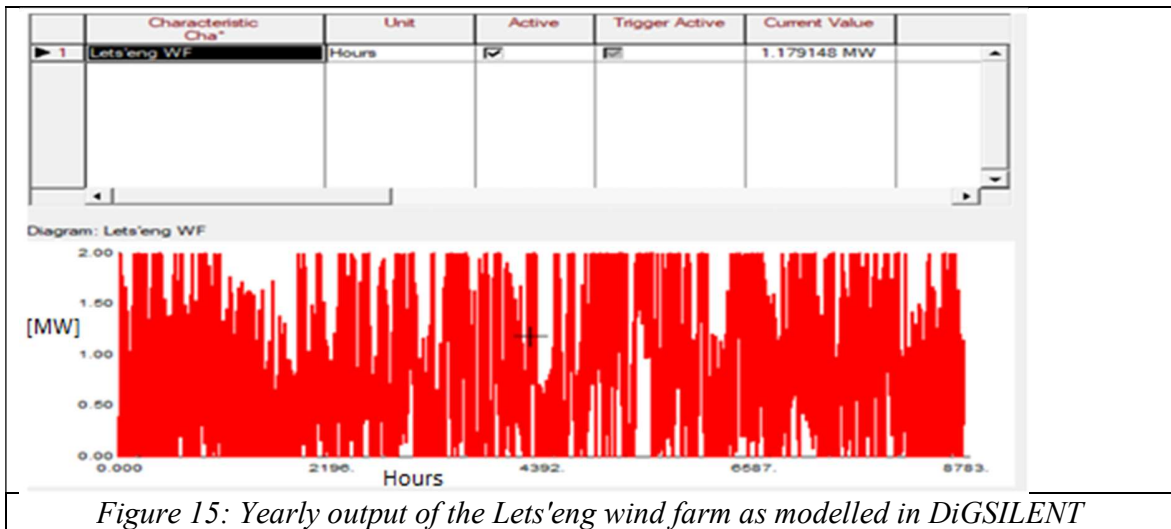 Characteristic Unit Active Trigger Active Current Value
Cha*
1 Lets'eng WF Hours 1.179148 MW
Diagram: Lets'eng WF
2.00
1.50
[MW]
1.00
0.50
0.00
0.000 2196. 4392. 6587. 8783.
Hours
Figure 15: Yearly output of the Lets'eng wind farm as modelled in DiGSILENT